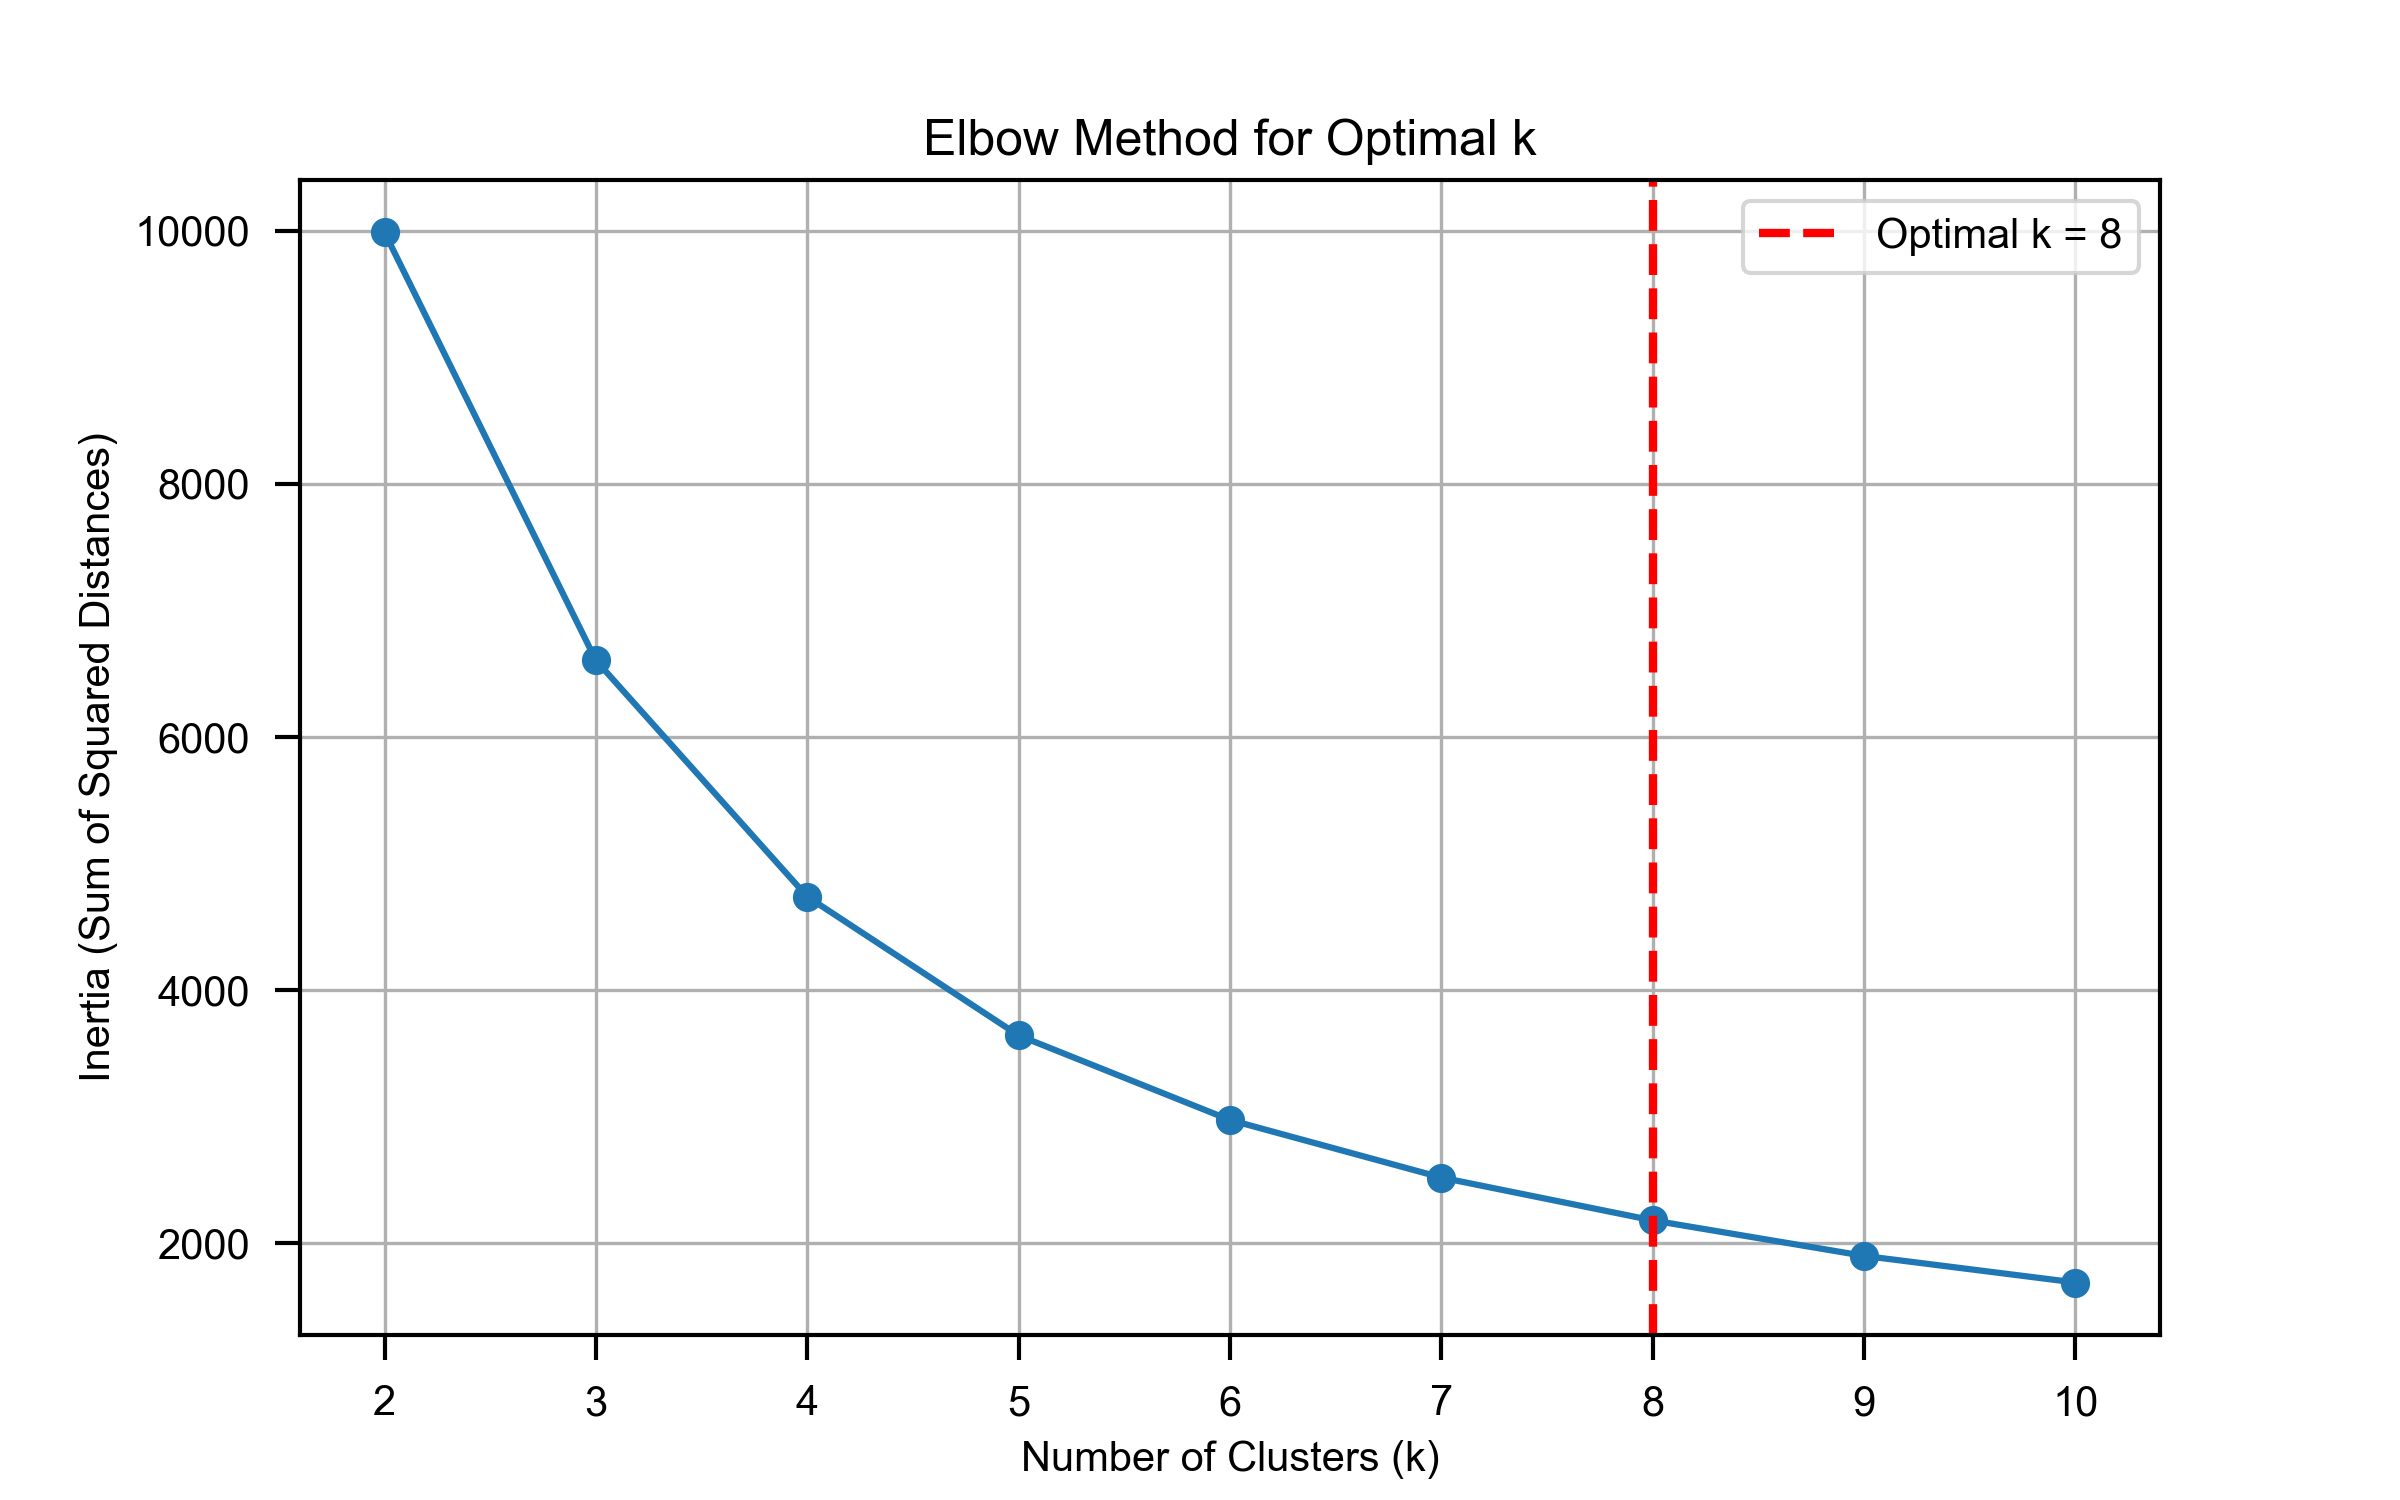 Elbow Method for Optimal k
Optimal k = 8
Inertia (Sum of Squared Distances)
10000
8000
6000
4000
2000
2 3 4 5 6 7 8 9 10
Number of Clusters (k)